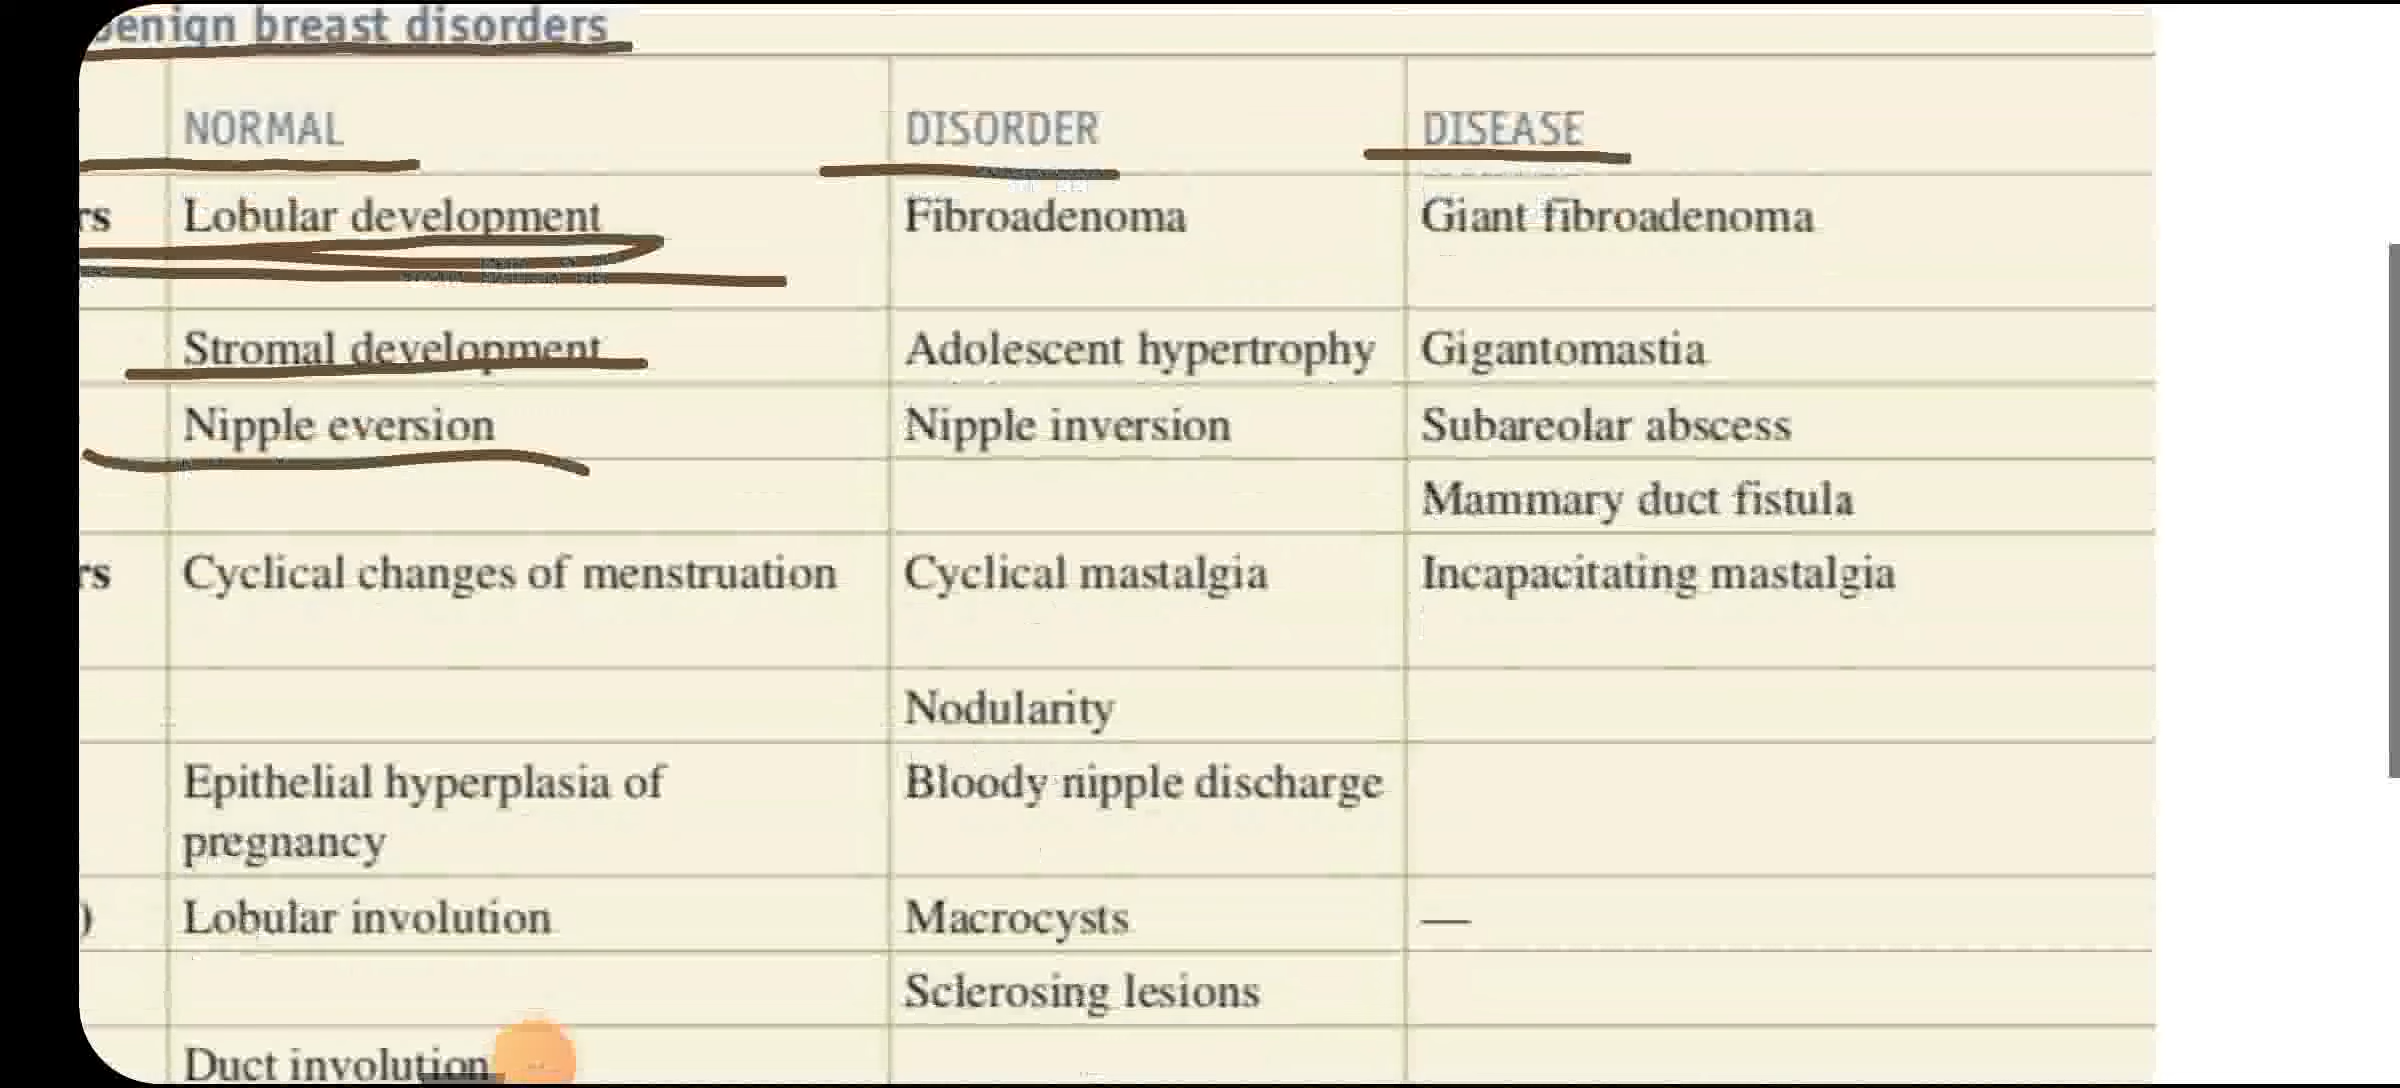 Benign breast disorders
NORMAL DISORDER DISEASE
rs Lobular development Fibroadenoma Giant fibroadenoma
Stromal development Adolescent hypertrophy Gigantomastia
Nipple eversion Nipple inversion Subareolar abscess
Mammary duct fistula
rs Cyclical changes of menstruation Cyclical mastalgia Incapacitating mastalgia
Nodularity
Epithelial hyperplasia of Bloody nipple discharge
pregnancy
) Lobular involution Macrocysts —
Sclerosing lesions
Duct involution